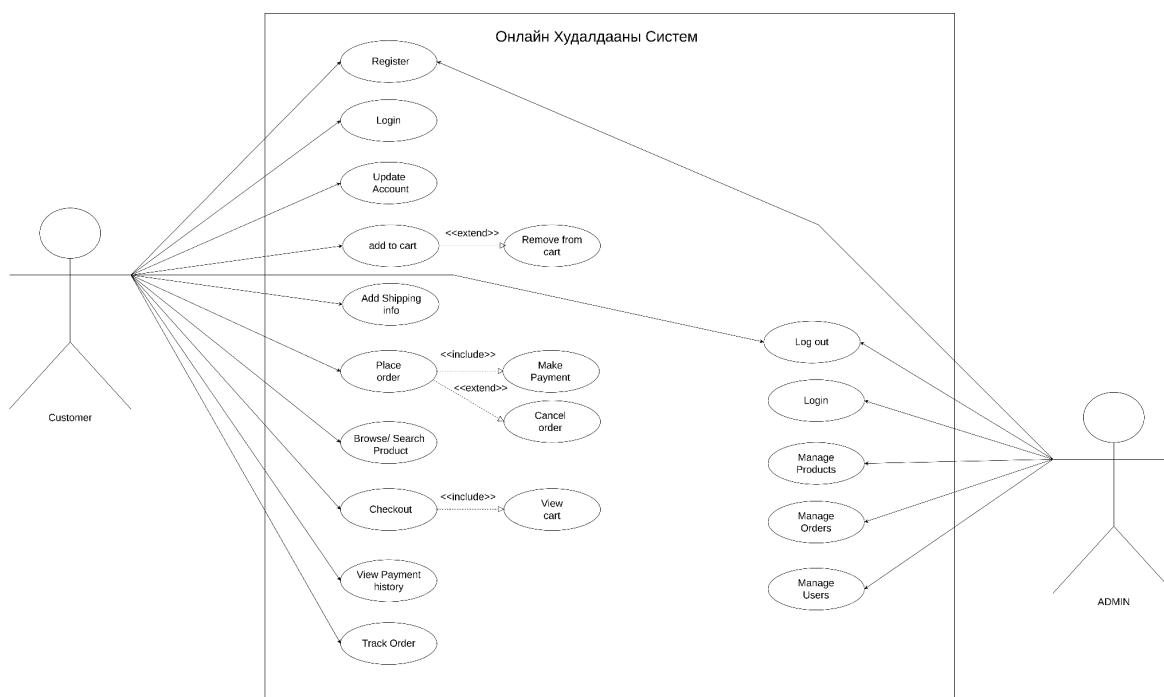 Онлайн Худалдааны Систем
Register
Login
Update
Account
add to cart
<<extend>>
Remove from
cart
Add Shipping
info
Log out
Place
order
<<include>>
Make
Payment
<<extend>>
Cancel
order
Login
Customer
Browse/ Search
Product
Manage
Products
Checkout
<<include>>
View
cart
Manage
Orders
View Payment
history
Manage
Users
ADMIN
Track Order